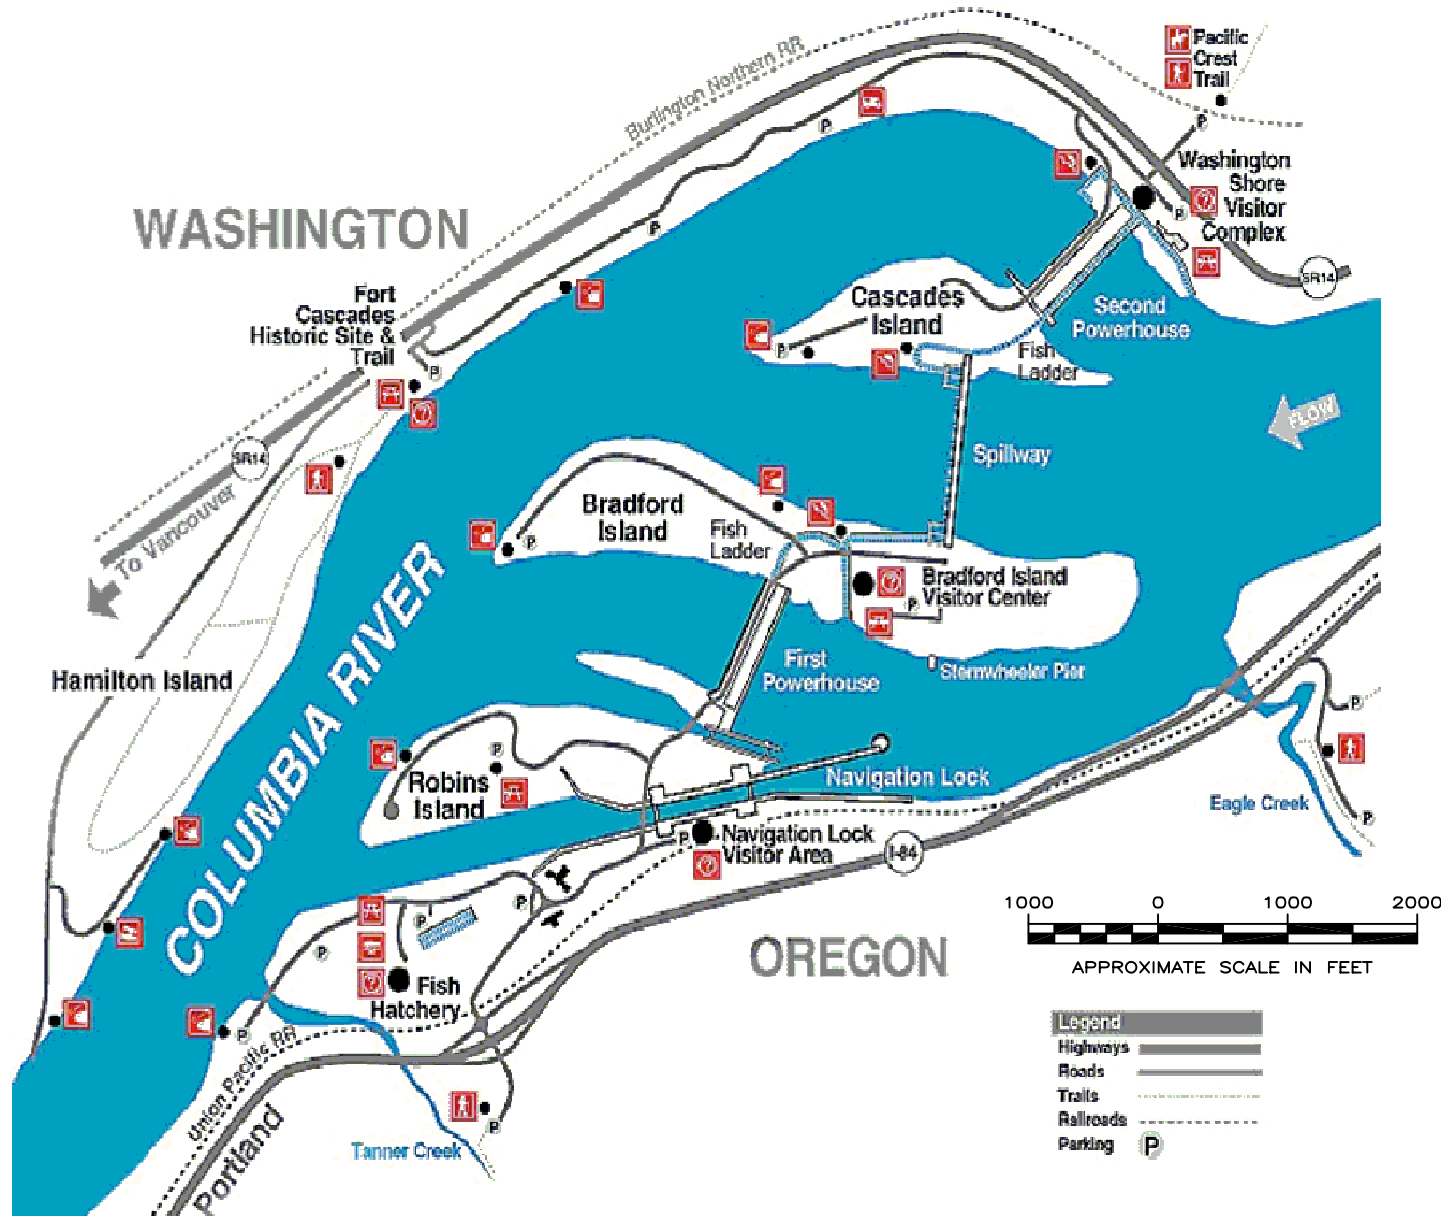 Pacific
Crest
Trail
Burlington Northern RR
P
P
Washington
Shore
Visitor
Complex
P
P
SR14
WASHINGTON
Fort
Cascades
Historic Site &
Trail
P
Cascades
Island
P
Second
Powerhouse
Fish
Ladder
FLOW
SR14
To Vancouver
Spillway
Bradford
Island
P
Fish
Ladder
Bradford Island
Visitor Center
P
Hamilton Island
COLUMBIA RIVER
First
Powerhouse
Sternwheeler Pier
P
P
Robins
Island
Navigation Lock
Eagle Creek
P
P
Navigation Lock
Visitor Area
I-84
P
P
P
Fish
Hatchery
OREGON
1000 0 1000 2000
APPROXIMATE SCALE IN FEET
P
Union Pacific RR
Portland
P
Tanner Creek
Legend
Highways
Roads
Trails
Railroads
Parking P